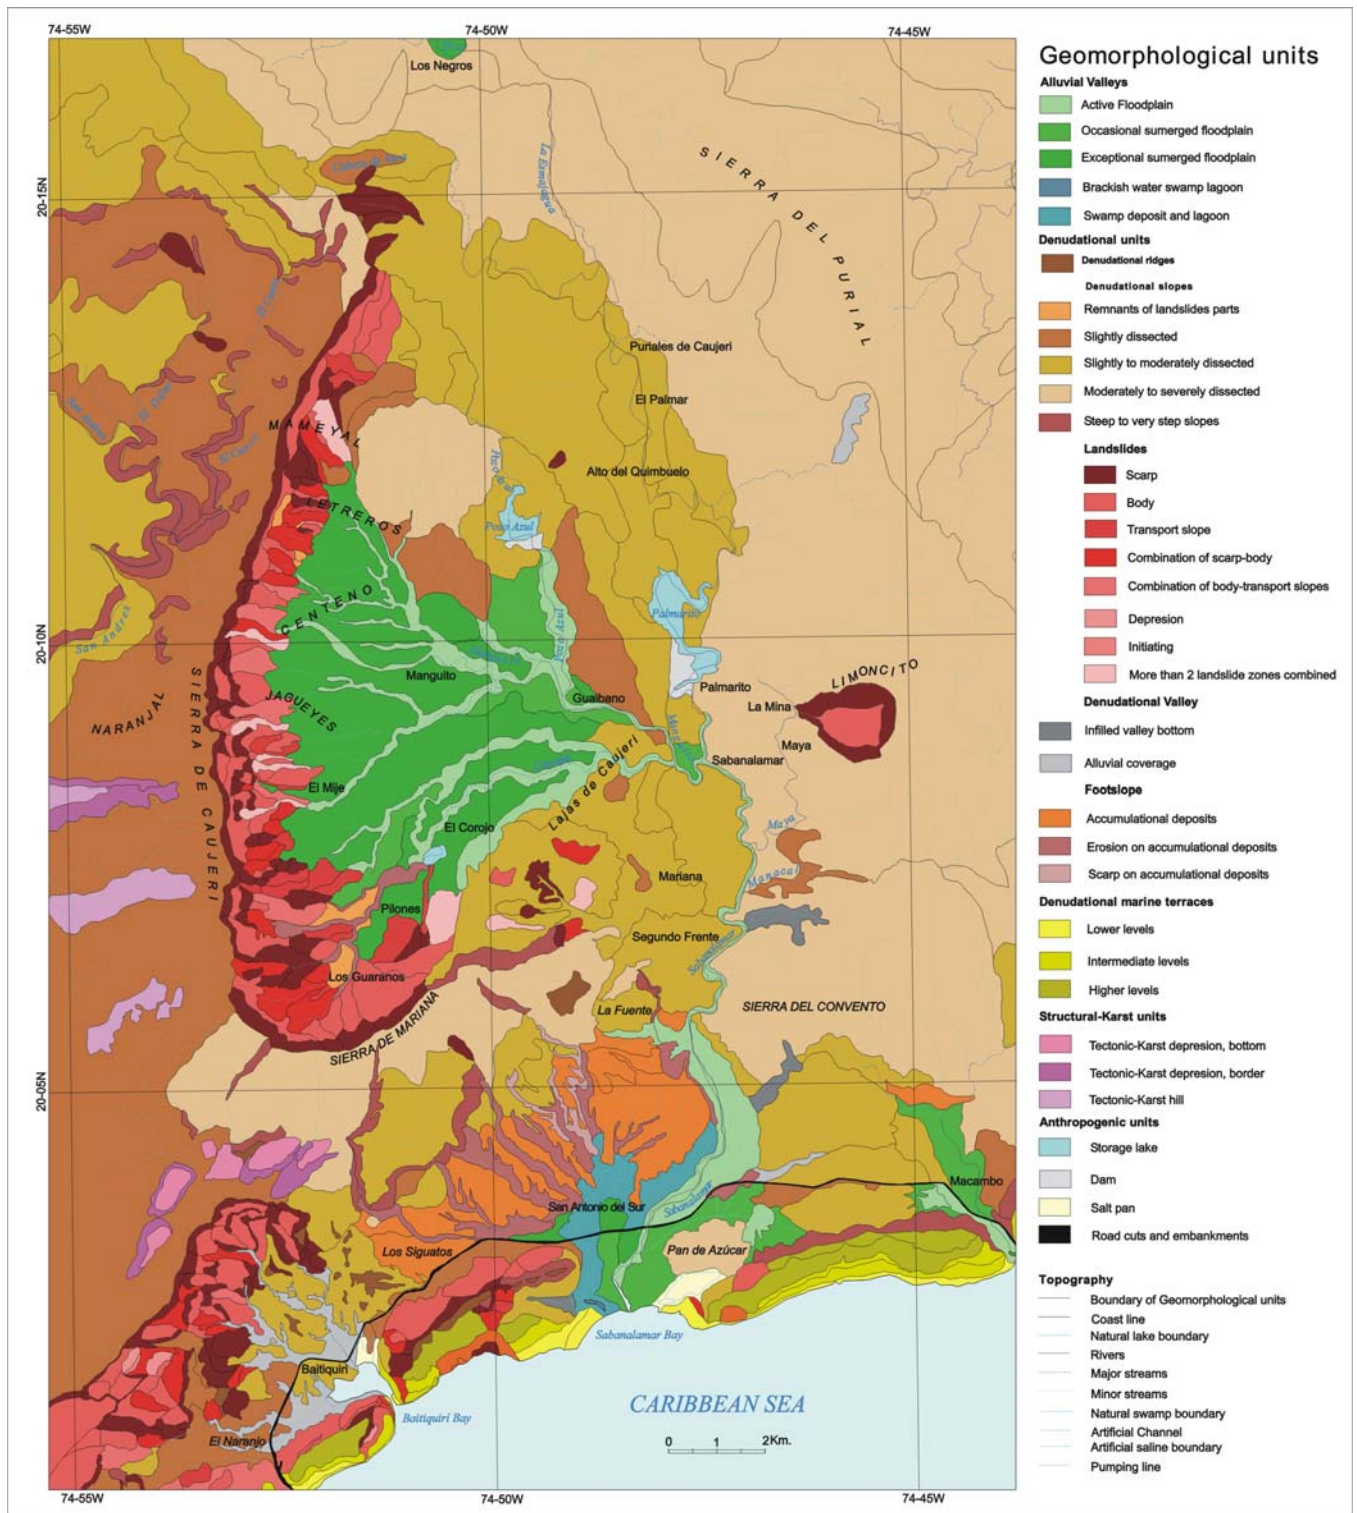 74-55W
74-50W
74-45W
Los Negros
20-15N
La Ermajagua
SIERRA DEL PURIAL
Puriales de Caujeri
El Palmar
MAMEYAL
Alto del Quimbuelo
LETREROS
Pozo Azul
CENTENO
Palmarito
San Andres
20-10N
Pozo Azul
Manguito
Guaibano
Palmarito
LIMONCITO
La Mina
Maya
JAGUEYES
NARANJAL
SIERRA DE CAUJERI
Sabanalamar
El Mije
Lajas de Caujeri
El Corojo
Maya
Mariana
Manacal
Pilones
Segundo Frente
Sabanalamar
Los Guaranos
La Fuente
SIERRA DEL CONVENTO
SIERRA DE MARIANA
20-05N
Macambo
San Antonio del Sur
Sabanalamar
Los Siguatos
Pan de Azúcar
Sabanalamar Bay
Baitiquiri
CARIBBEAN SEA
Baitiquirí Bay
El Naranjo
0 1 2Km.
74-55W
74-50W
74-45W
Geomorphological units
Alluvial Valleys
Active Floodplain
Occasional sumerged floodplain
Exceptional sumerged floodplain
Brackish water swamp lagoon
Swamp deposit and lagoon
Denudational units
Denudational ridges
Denudational slopes
Remnants of landslides parts
Slightly dissected
Slightly to moderately dissected
Moderately to severely dissected
Steep to very step slopes
Landslides
Scarp
Body
Transport slope
Combination of scarp-body
Combination of body-transport slopes
Depresion
Initiating
More than 2 landslide zones combined
Denudational Valley
Infilled valley bottom
Alluvial coverage
Footslope
Accumulational deposits
Erosion on accumulational deposits
Scarp on accumulational deposits
Denudational marine terraces
Lower levels
Intermediate levels
Higher levels
Structural-Karst units
Tectonic-Karst depresion, bottom
Tectonic-Karst depresion, border
Tectonic-Karst hill
Anthropogenic units
Storage lake
Dam
Salt pan
Road cuts and embankments
Topography
Boundary of Geomorphological units
Coast line
Natural lake boundary
Rivers
Major streams
Minor streams
Natural swamp boundary
Artificial Channel
Artificial saline boundary
Pumping line